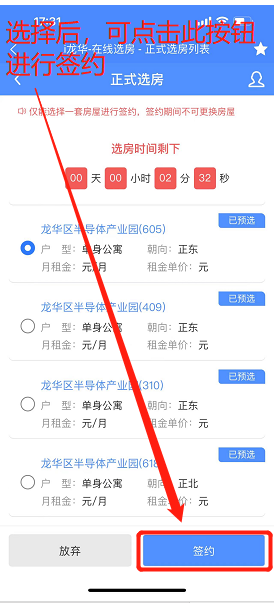 17:31
选择后，可点击此按钮
i龙华-在线选房 - 正式选房列表
进行签约
正式选房
仅能选择一套房屋进行签约，签约期间不可更换房屋
选房时间剩下
00 天 00 小时 02 分 32 秒
已预选
龙华区半导体产业园(605)
户 型: 单身公寓 朝向: 正东
月租金: 元/月 租金单价: 元
已预选
龙华区半导体产业园(409)
户 型: 单身公寓 朝向: 正东
月租金: 元/月 租金单价: 元
已预选
龙华区半导体产业园(310)
户 型: 单身公寓 朝向: 正东
月租金: 元/月 租金单价: 元
已预选
龙华区半导体产业园(618)
户 型: 单身公寓 朝向: 正北
月租金: 元/月 租金单价: 元
放弃 签约